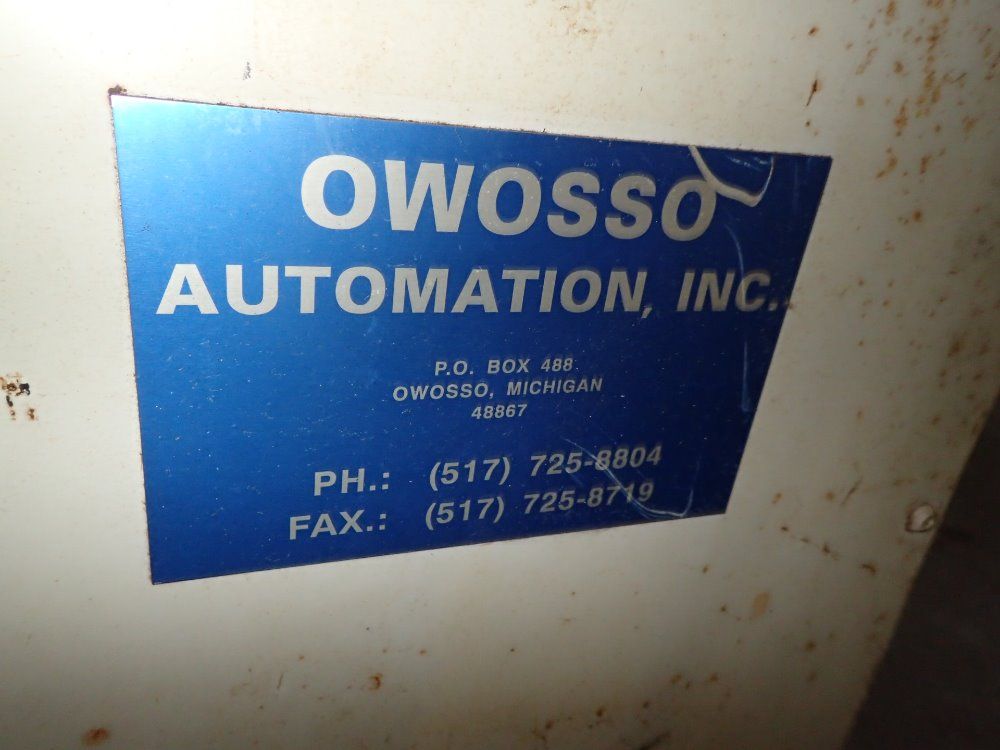 OWOSSO
AUTOMATION, INC.
P.O. BOX 488
OWOSSO, MICHIGAN
48867
PH.: (517) 725-8804
FAX.: (517) 725-8719